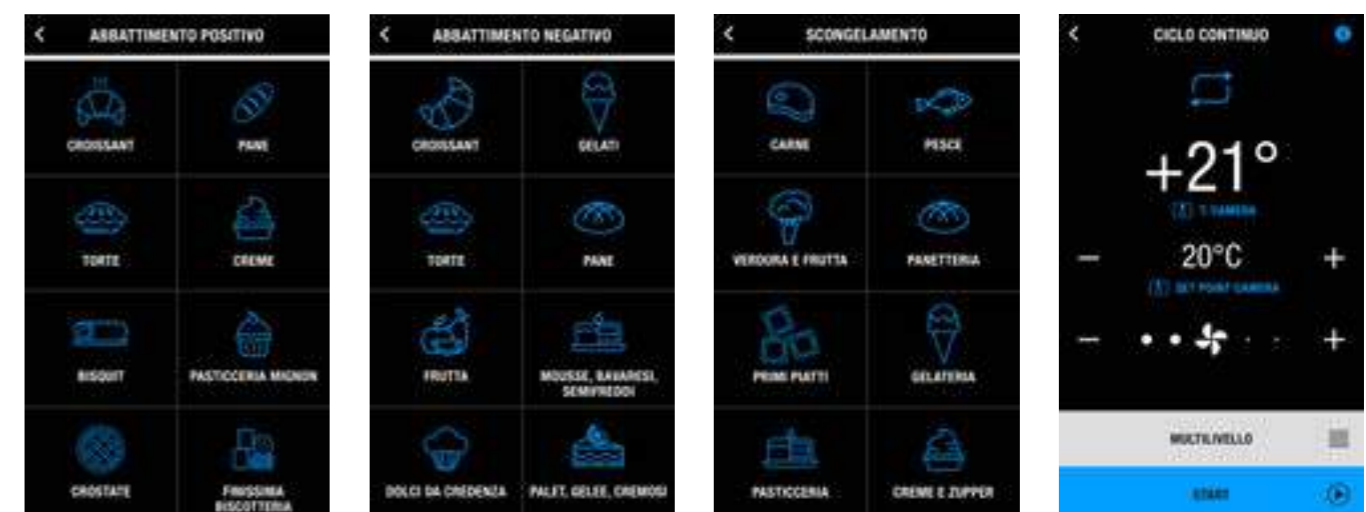 ABBATTIMENTO POSITIVO
CROISSANT
PANE
TORTE
CREME
BISQUIT
PASTICCERIA MIGNON
CROSTATE
FINISSIMA
BISCOTTERIA
ABBATTIMENTO NEGATIVO
CROISSANT
GELATI
TORTE
PANE
FRUTTA
MOUSSE, BAVARESI,
SEMIFREDDI
DOLCI DA CREDENZA
PALET, GELEE, CREMOSI
SCONGELAMENTO
CARNE
PESCE
VERDURA E FRUTTA
PANETTERIA
PRIMI PIATTI
GELATERIA
PASTICCERIA
CREME E ZUPPER
CICLO CONTINUO
+21°
T. CAMERA
20°C
SET POINT CAMERA
MULTILIVELLO
START